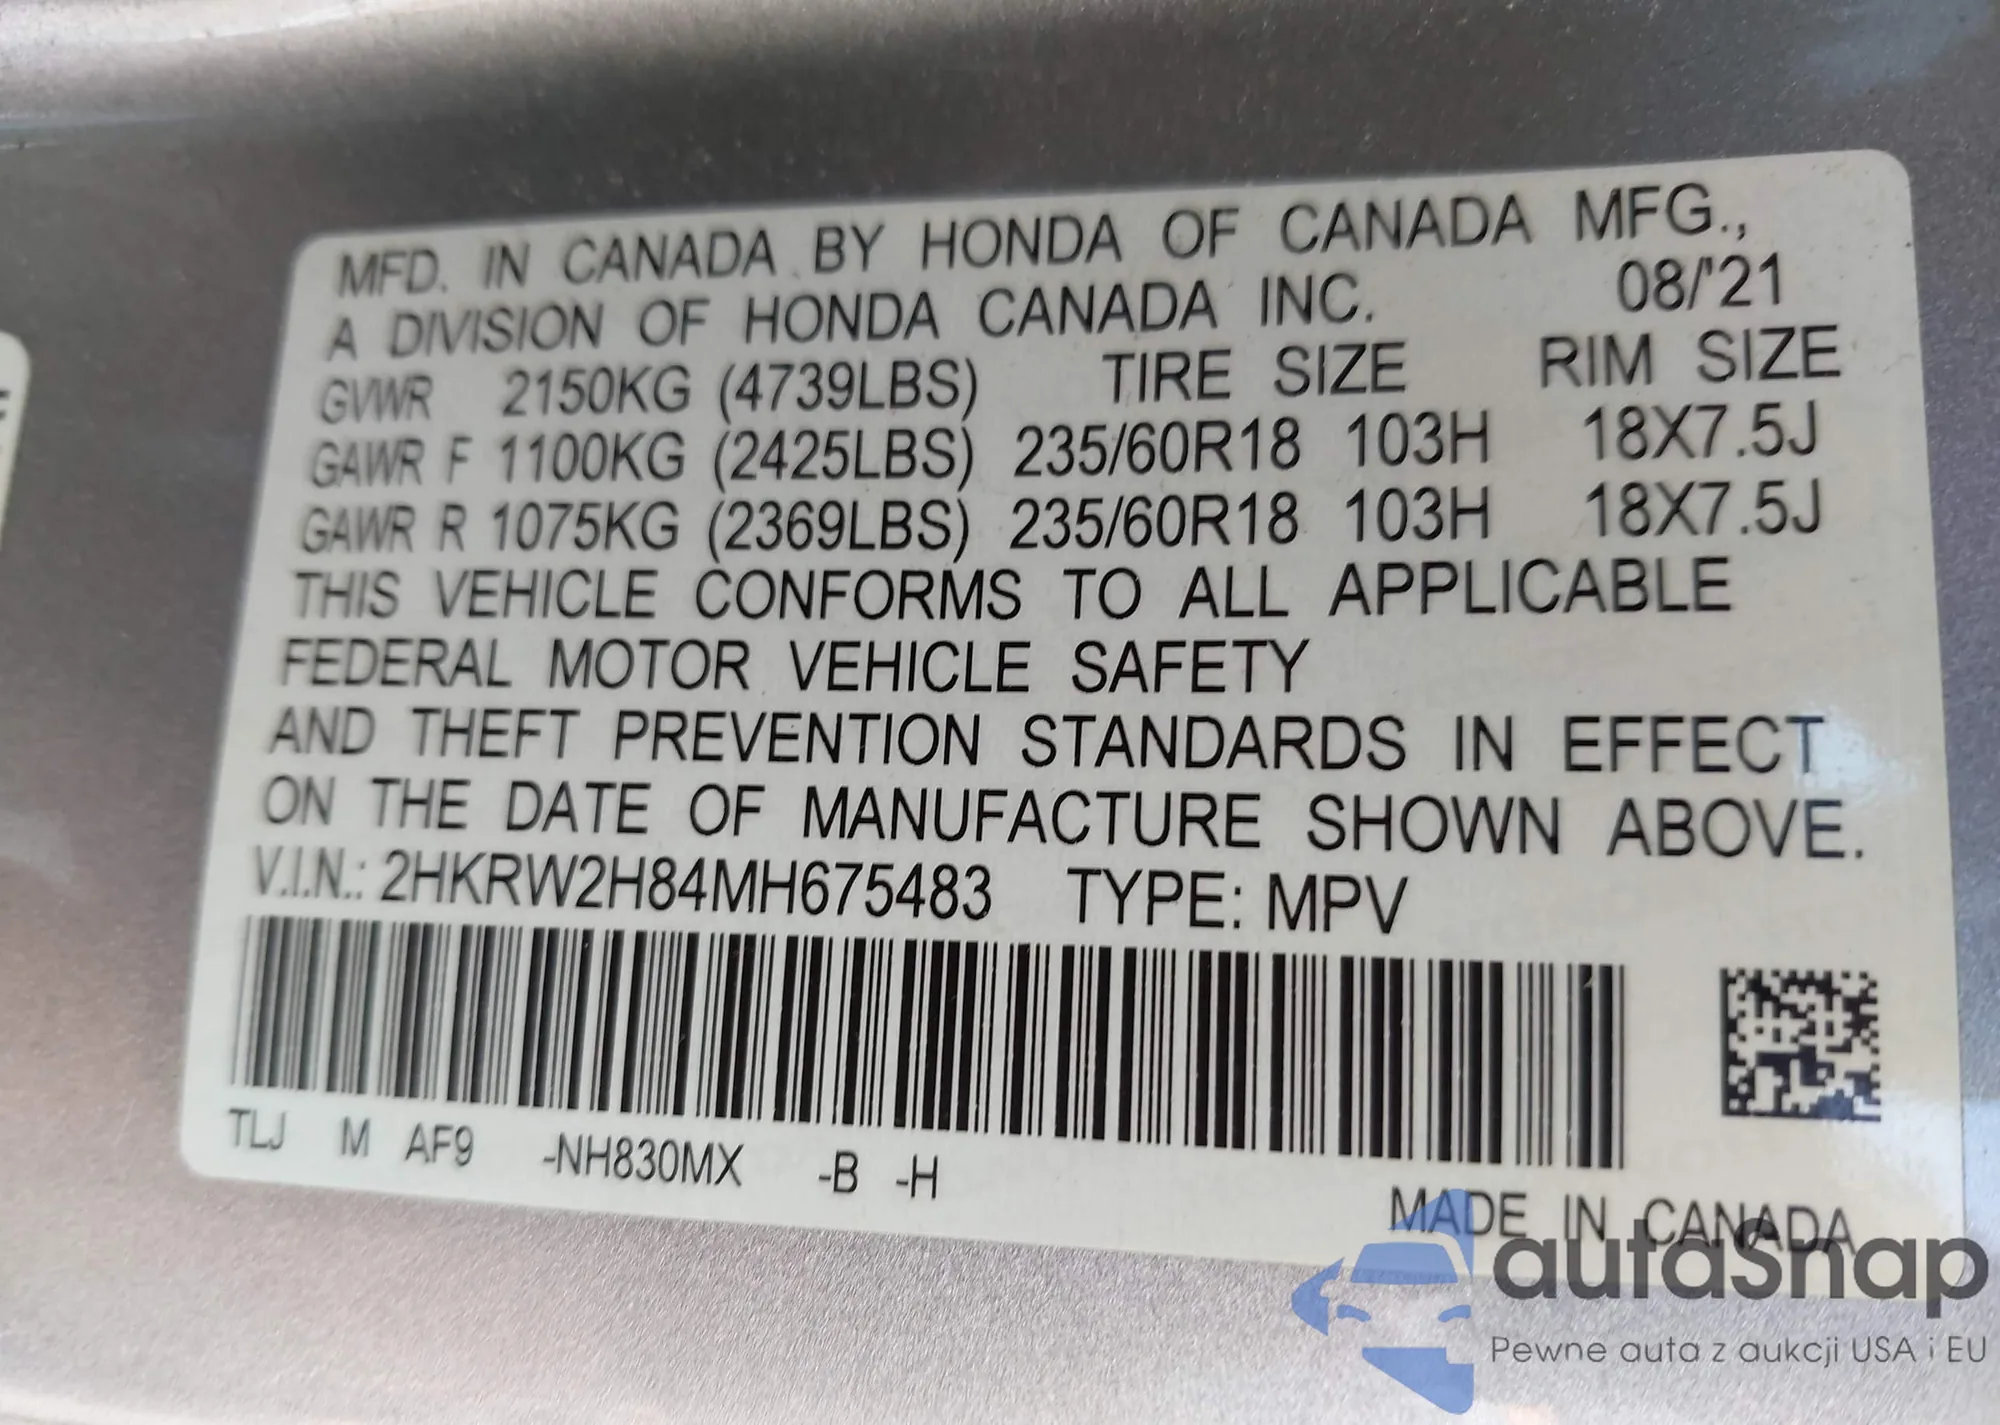 MFD. IN CANADA BY HONDA OF CANADA MFG.,
A DIVISION OF HONDA CANADA INC. 08/'21
GVWR 2150KG (4739LBS) TIRE SIZE RIM SIZE
GAWR F 1100KG (2425LBS) 235/60R18 103H 18X7.5J
GAWR R 1075KG (2369LBS) 235/60R18 103H 18X7.5J
THIS VEHICLE CONFORMS TO ALL APPLICABLE
FEDERAL MOTOR VEHICLE SAFETY
AND THEFT PREVENTION STANDARDS IN EFFECT
ON THE DATE OF MANUFACTURE SHOWN ABOVE.
V.I.N.: 2HKRW2H84MH675483 TYPE: MPV
TLJ M AF9 -NH830MX -B -H
MADE IN CANADA
autaSnap
Pewne auta z aukcji USA i EU